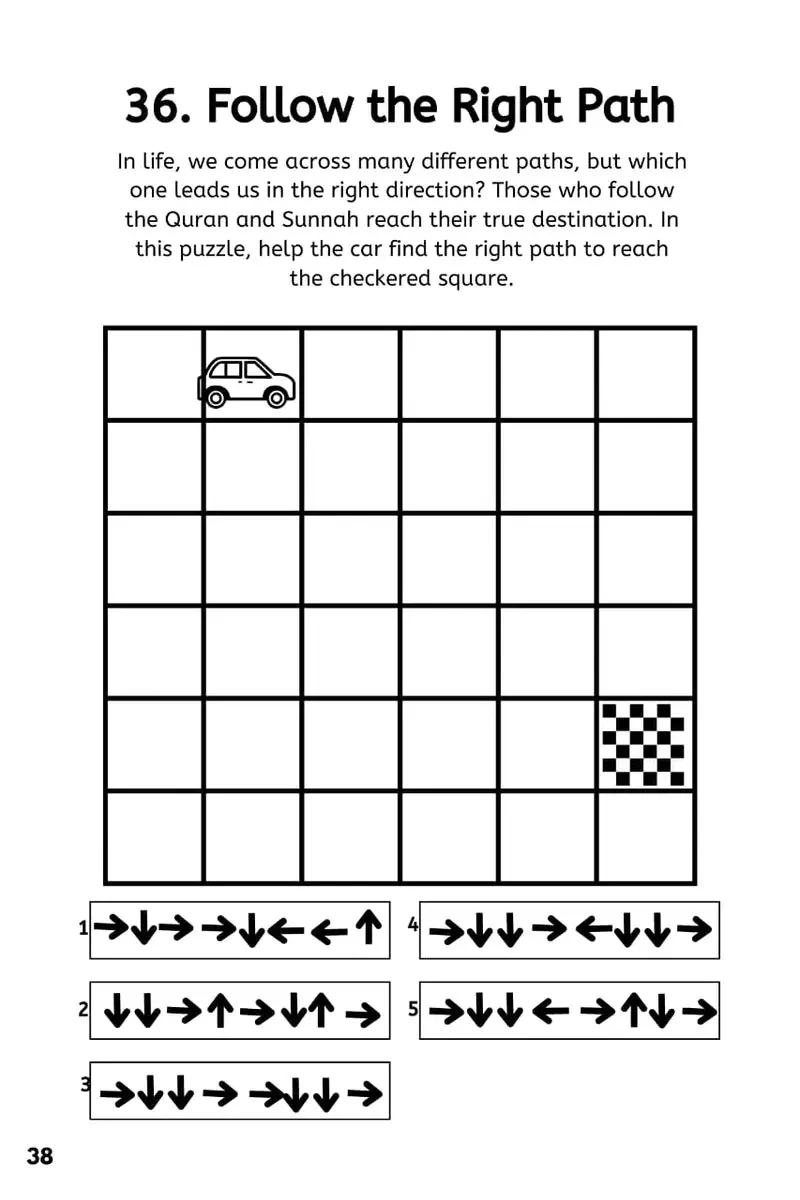 36. Follow the Right Path
In life, we come across many different paths, but which
one leads us in the right direction? Those who follow
the Quran and Sunnah reach their true destination. In
this puzzle, help the car find the right path to reach
the checkered square.
1
4
2
5
3
38